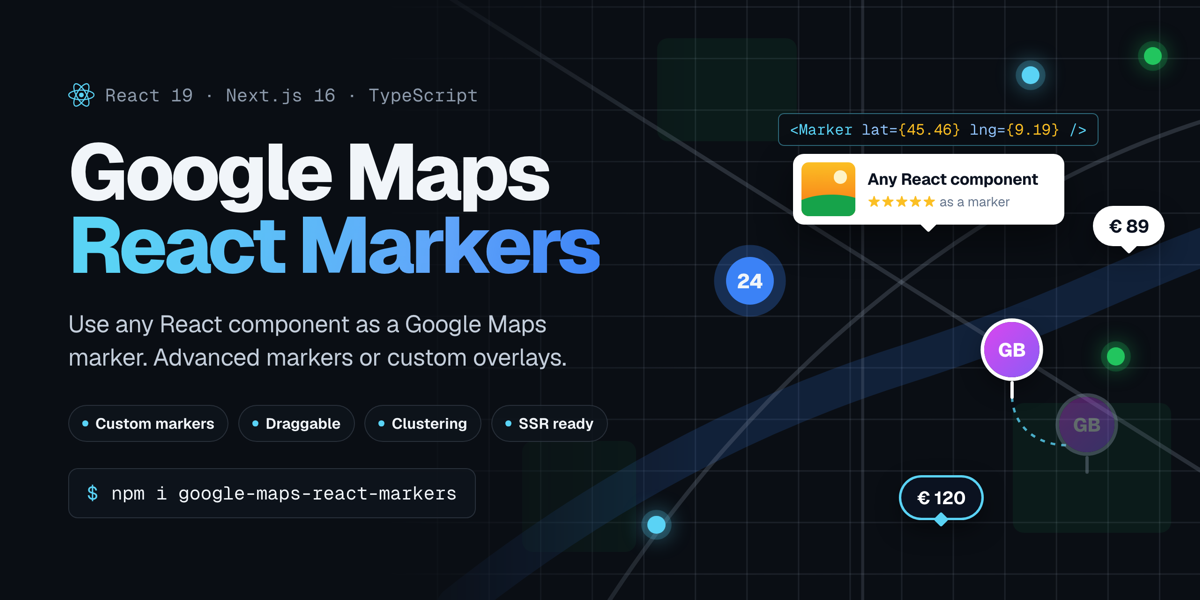 React 19 · Next.js 16 · TypeScript
Google Maps
React Markers
Use any React component as a Google Maps
marker. Advanced markers or custom overlays.
Custom markers
Draggable
Clustering
SSR ready
$ npm i google-maps-react-markers
<Marker lat={45.46} lng={9.19} />
Any React component
★★★★★ as a marker
€ 89
24
GB
GB
€ 120